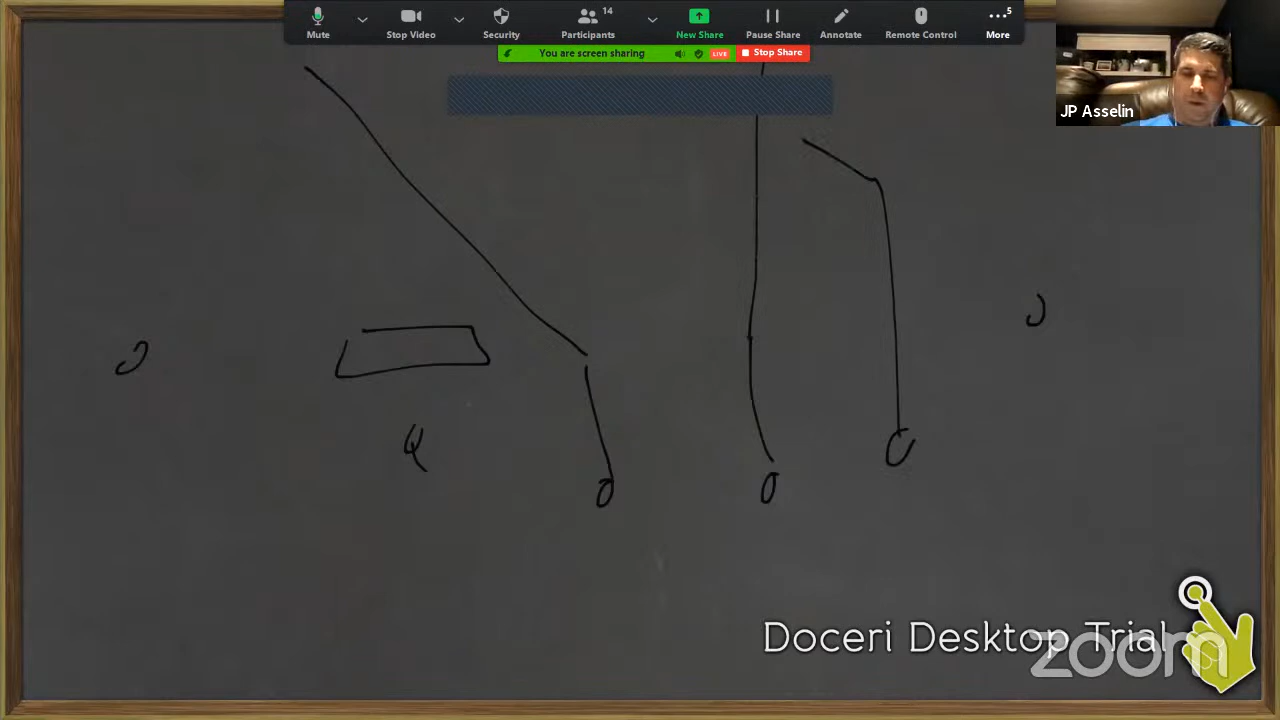 14
5
Mute
Stop Video
Security
Participants
New Share
Pause Share
Annotate
Remote Control
More
You are screen sharing
LIVE
Stop Share
JP Asselin
Q
O
O
Doceri Desktop Trial
zoom